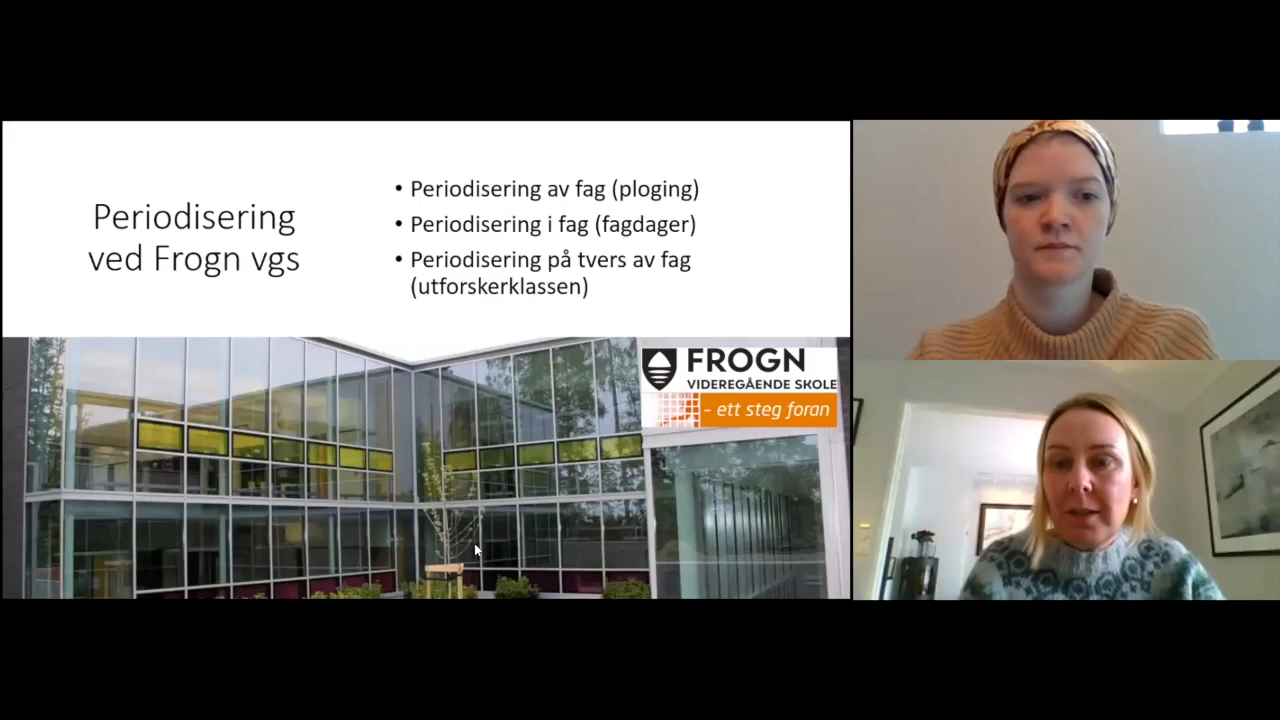 Periodisering
ved Frogn vgs
• Periodisering av fag (ploging)
• Periodisering i fag (fagdager)
• Periodisering på tvers av fag
(utforskerklassen)
FROGN
VIDEREGÅENDE SKOLE
- ett steg foran